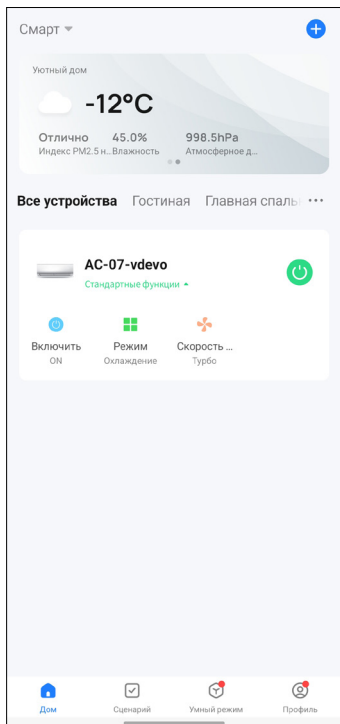 Смарт
Уютный дом
-12°C
Отлично 45.0% 998.5hPa
Индекс PM2.5 н... Влажность Атмосферное д...
Все устройства Гостиная Главная спаль ...
AC-07-vdevo
Стандартные функции
Включить Режим Скорость ...
ON Охлаждение Турбо
Дом Сценарий Умный режим Профиль